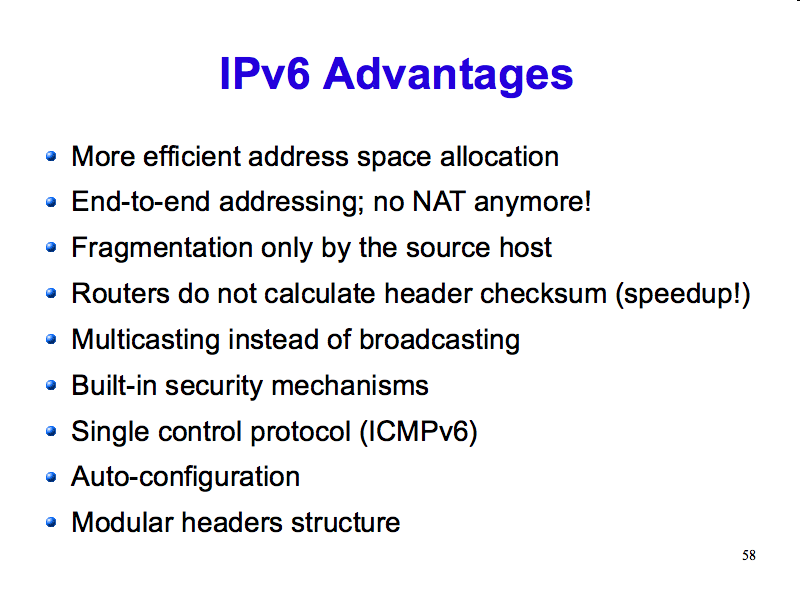 IPv6 Advantages
More efficient address space allocation
End-to-end addressing; no NAT anymore!
Fragmentation only by the source host
Routers do not calculate header checksum (speedup!)
Multicasting instead of broadcasting
Built-in security mechanisms
Single control protocol (ICMPv6)
Auto-configuration
Modular headers structure
58